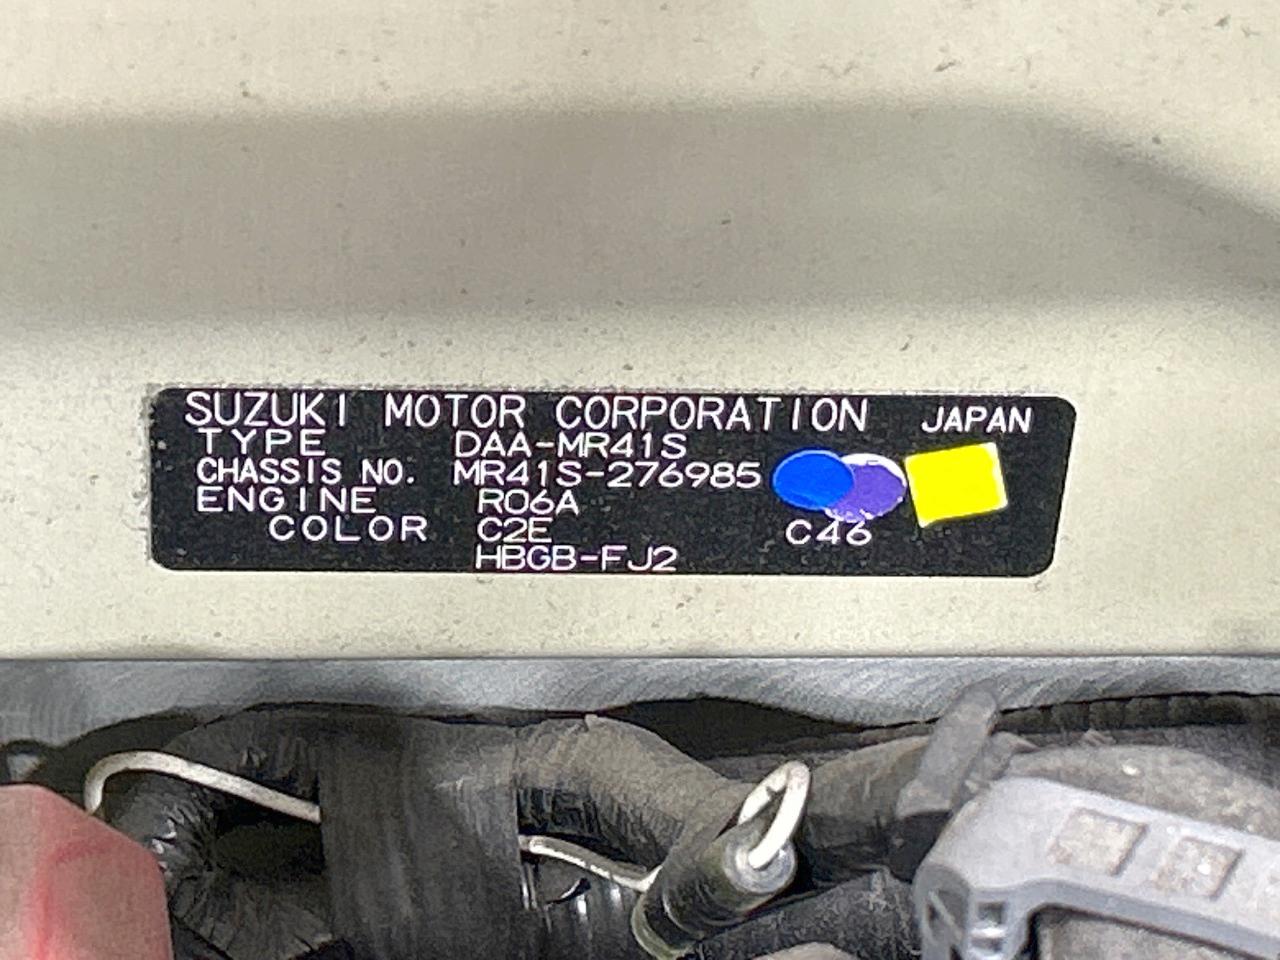 SUZUKI MOTOR CORPORATION JAPAN
TYPE DAA-MR41S
CHASSIS NO. MR41S-276985
ENGINE R06A
COLOR C2E C46
HBGB-FJ2